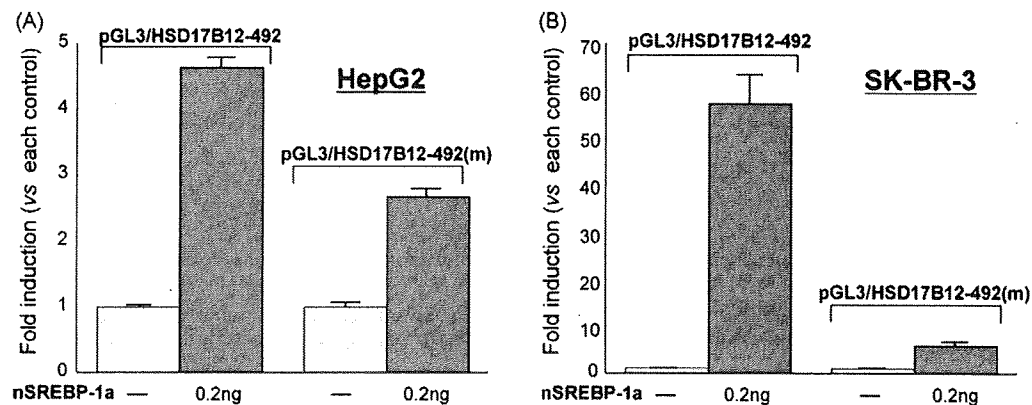 (A)
pGL3/HSD17B12-492
HepG2
pGL3/HSD17B12-492(m)
Fold induction (vs each control)
5
4
3
2
1
0
nSREBP-1a — 0.2ng — 0.2ng
(B)
pGL3/HSD17B12-492
SK-BR-3
pGL3/HSD17B12-492(m)
Fold induction (vs each control)
70
60
50
40
30
20
10
0
— 0.2ng — 0.2ng